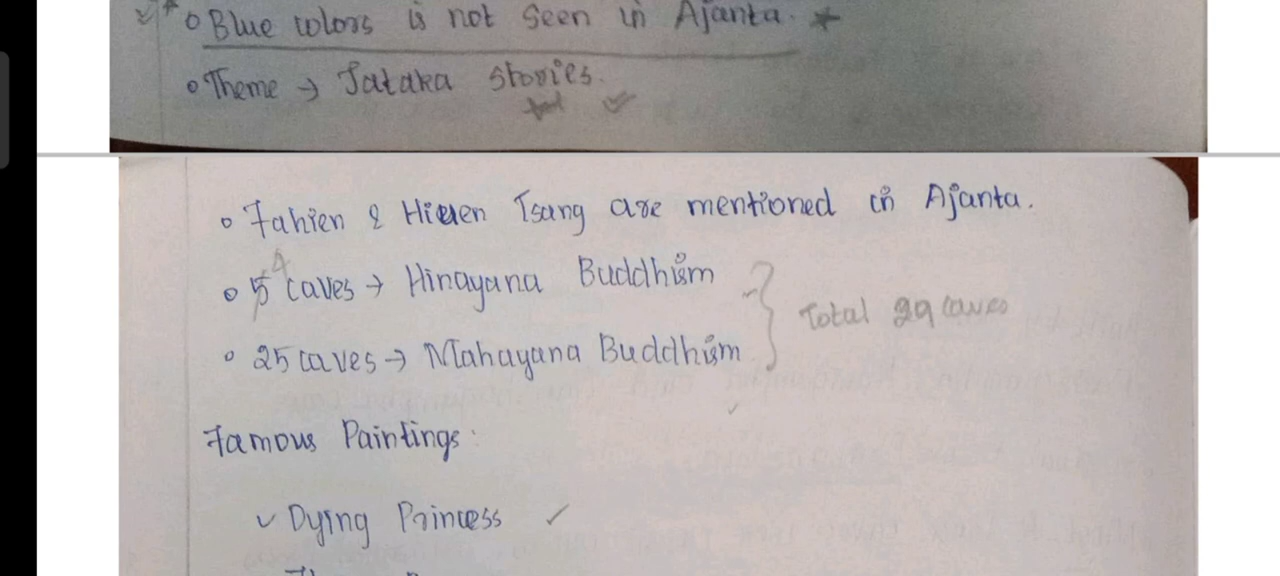 Blue colors is not seen in Ajanta.
Theme → Jataka stories.
Fahien & Hieuen Tsang are mentioned in Ajanta.
5 4 caves → Hinayana Buddhism
Total 29 caves
25 caves → Mahayana Buddhism
Famous Paintings:
Dying Princess